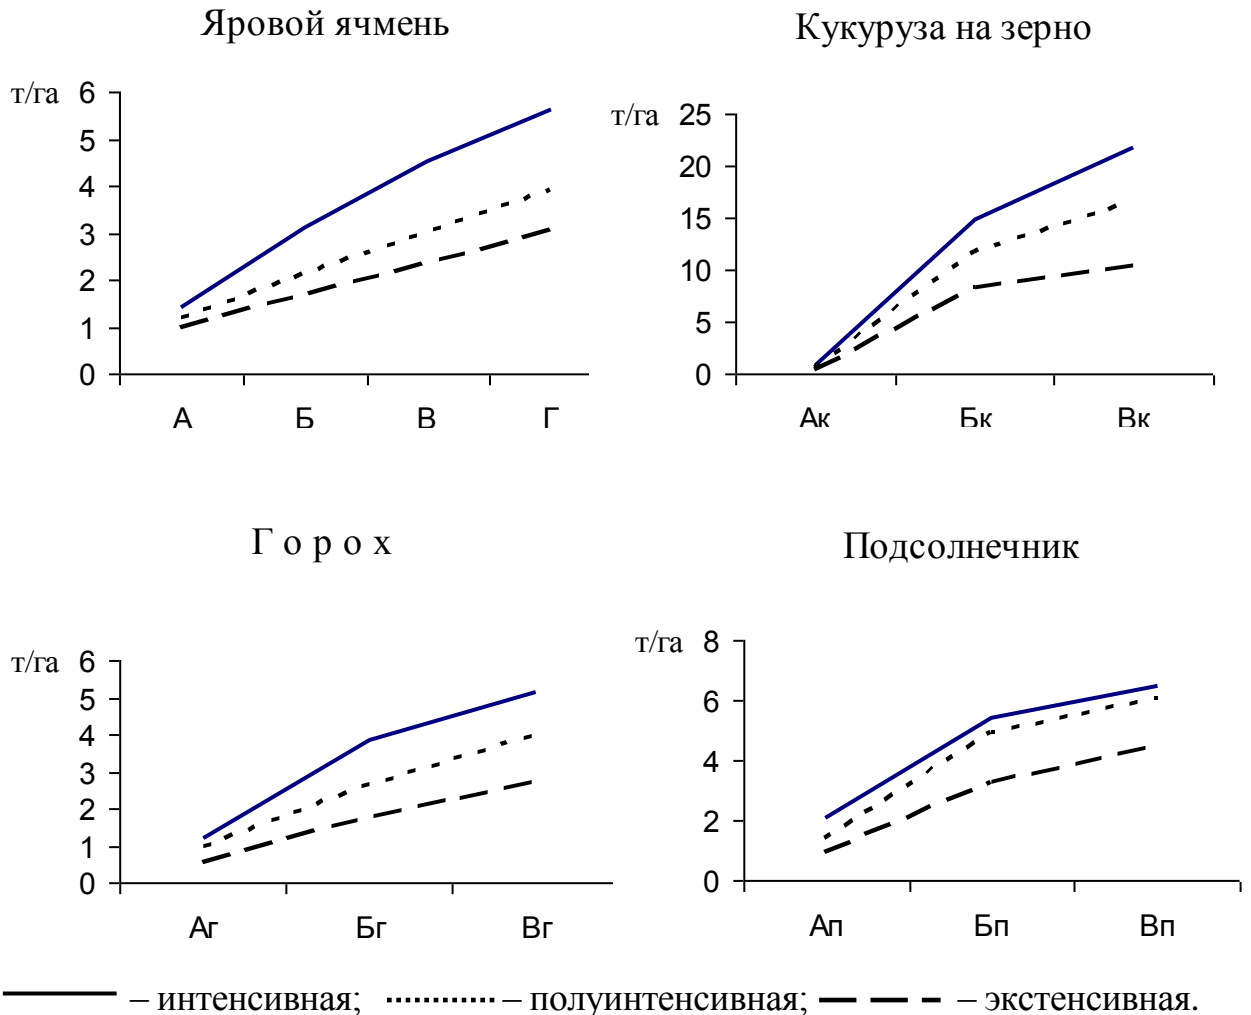 Яровой ячмень
т/га
6
5
4
3
2
1
0
А Б В Г
Кукуруза на зерно
т/га
25
20
15
10
5
0
Ак Бк Вк
Г о р о х
т/га
6
5
4
3
2
1
0
Аг Бг Вг
Подсолнечник
т/га
8
6
4
2
0
Ап Бп Вп
– интенсивная; – полуинтенсивная; – экстенсивная.